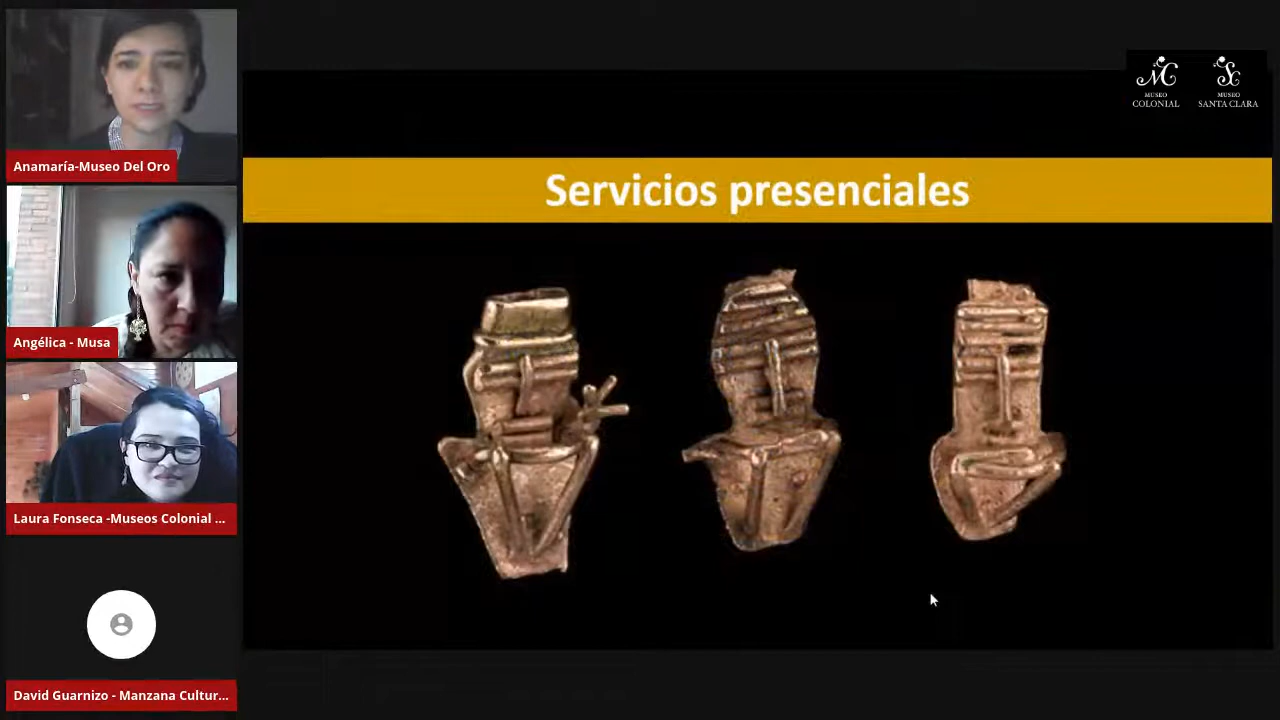 Anamaría-Museo Del Oro
Angélica - Musa
Laura Fonseca -Museos Colonial ...
David Guarnizo - Manzana Cultur...
MUSEO
COLONIAL
MUSEO
SANTA CLARA
Servicios presenciales